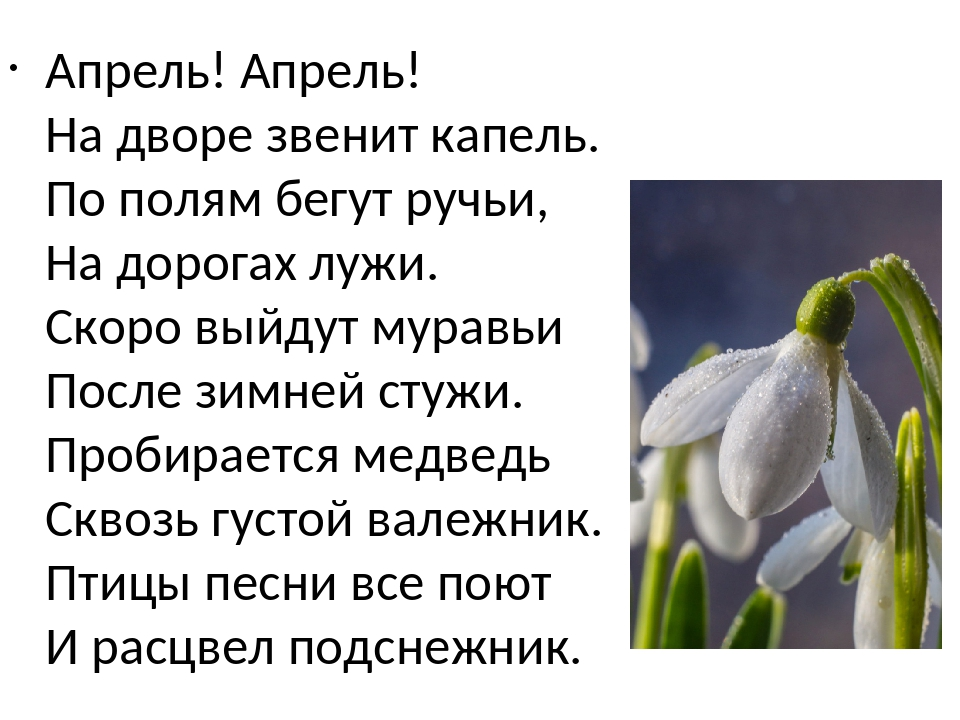 • Апрель! Апрель!
На дворе звенит капель.
По полям бегут ручьи,
На дорогах лужи.
Скоро выйдут муравьи
После зимней стужи.
Пробирается медведь
Сквозь густой валежник.
Птицы песни все поют
И расцвел подснежник.